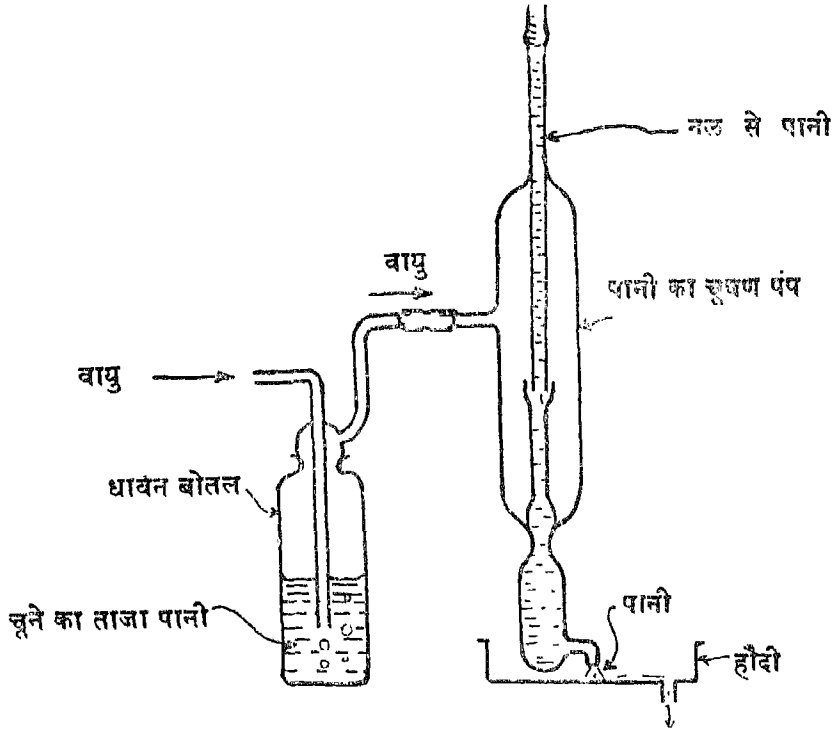 नल से पानी
वायु
पानी का चूषण पंप
वायु
धावन बोतल
चूने का ताजा पानी
पानी
हौदी